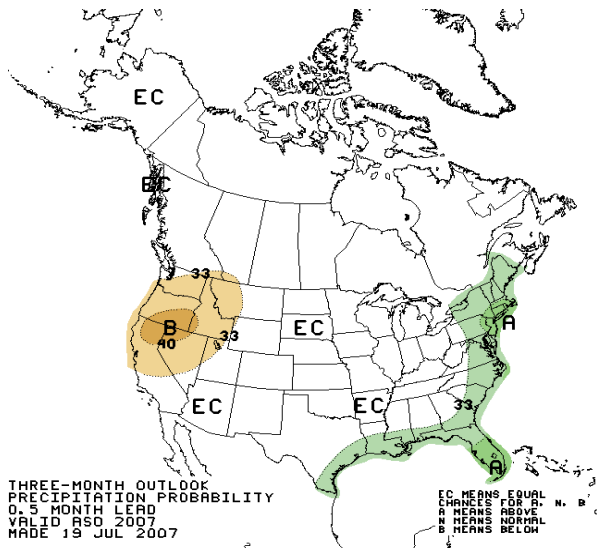 EC
EC
33
B
40
33
EC
A
EC
EC
33
A
THREE-MONTH OUTLOOK
PRECIPITATION PROBABILITY
0.5 MONTH LEAD
VALID ASO 2007
MADE 19 JUL 2007
EC MEANS EQUAL
CHANCES FOR A, N, B
A MEANS ABOVE
N MEANS NORMAL
B MEANS BELOW